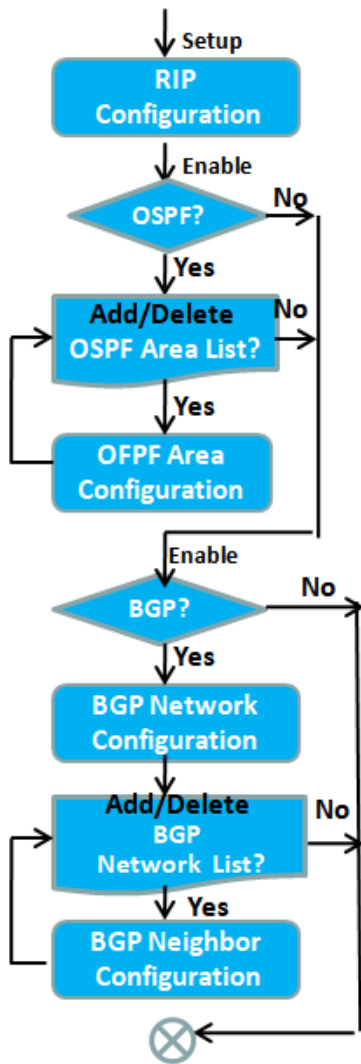 Setup
RIP
Configuration
Enable
OSPF?
No
Yes
Add/Delete
OSPF Area List?
No
Yes
OFPF Area
Configuration
Enable
BGP?
No
Yes
BGP Network
Configuration
Add/Delete
BGP
Network List?
No
Yes
BGP Neighbor
Configuration